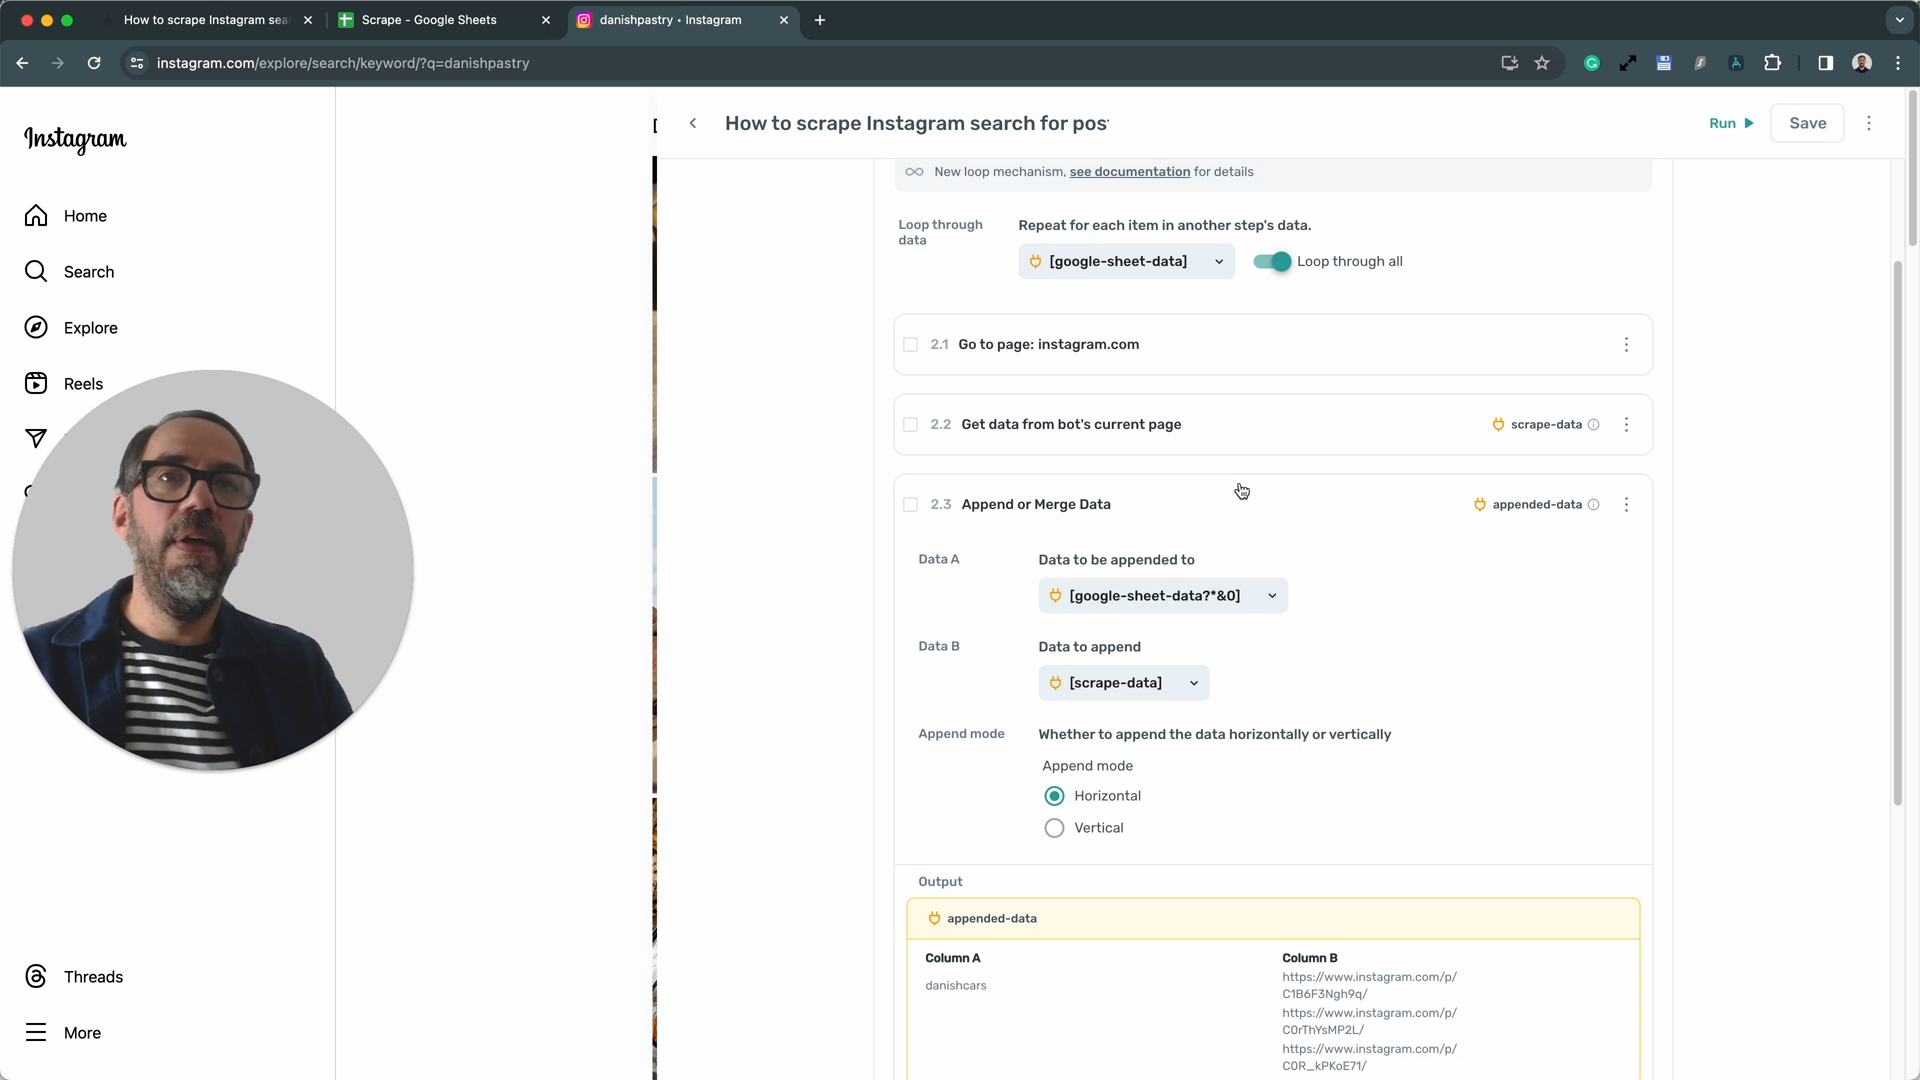 How to scrape Instagram sea
Scrape - Google Sheets
danishpastry • Instagram
instagram.com/explore/search/keyword/?q=danishpastry
Instagram
Home
Search
Explore
Reels
Threads
More
How to scrape Instagram search for pos
Run
Save
New loop mechanism, see documentation for details
Loop through
data
Repeat for each item in another step's data.
[google-sheet-data]
Loop through all
2.1 Go to page: instagram.com
2.2 Get data from bot's current page
scrape-data
2.3 Append or Merge Data
appended-data
Data A
Data to be appended to
[google-sheet-data?*&0]
Data B
Data to append
[scrape-data]
Append mode
Whether to append the data horizontally or vertically
Append mode
Horizontal
Vertical
Output
appended-data
Column A
Column B
danishcars
https://www.instagram.com/p/
C1B6F3Ngh9q/
https://www.instagram.com/p/
C0rThYsMP2L/
https://www.instagram.com/p/
C0R_kPKoE71/